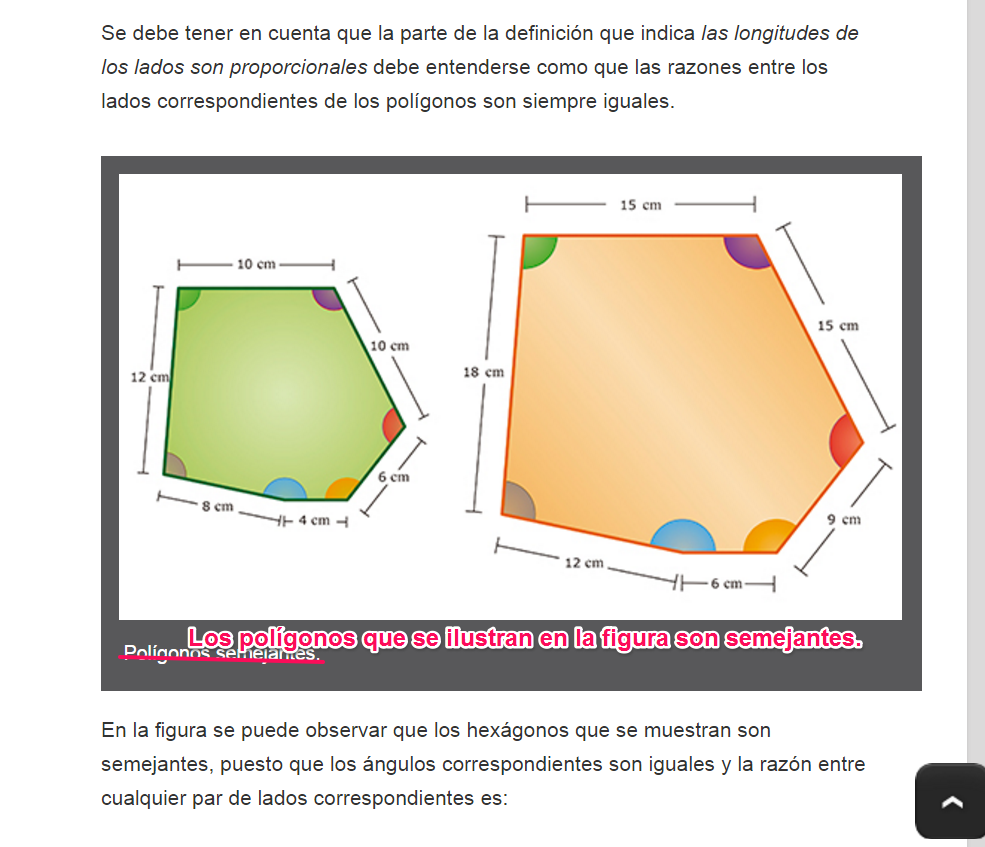 Se debe tener en cuenta que la parte de la definición que indica las longitudes de
los lados son proporcionales debe entenderse como que las razones entre los
lados correspondientes de los polígonos son siempre iguales.
15 cm
10 cm
15 cm
10 cm
18 cm
12 cm
6 cm
8 cm
4 cm
9 cm
12 cm
6 cm
Los polígonos que se ilustran en la figura son semejantes.
Polígonos semejantes.
En la figura se puede observar que los hexágonos que se muestran son
semejantes, puesto que los ángulos correspondientes son iguales y la razón entre
cualquier par de lados correspondientes es: